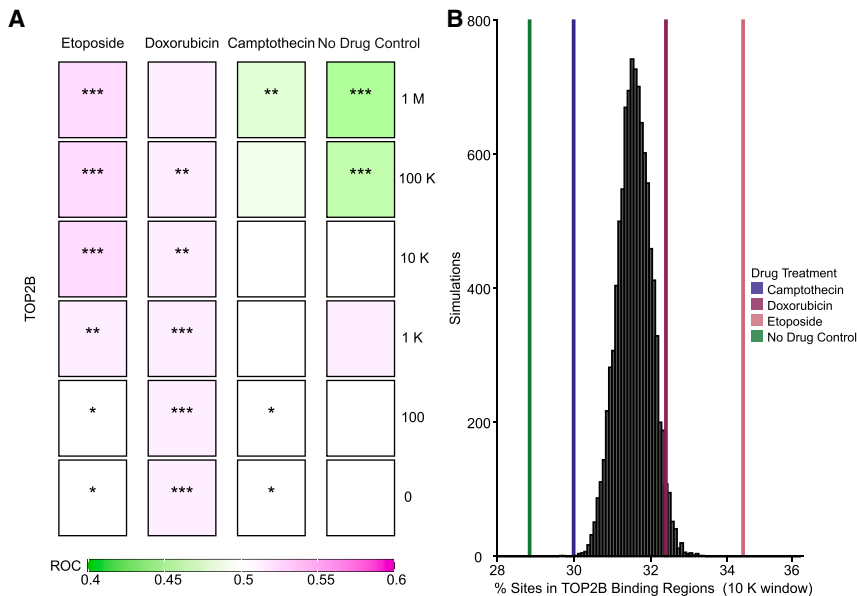 A
Etoposide Doxorubicin Camptothecin No Drug Control
*** ** *** 1 M
*** ** *** 100 K
*** ** 10 K
** *** 1 K
* *** * 100
* *** * 0
TOP2B
ROC
0.4 0.45 0.5 0.55 0.6
B
800
600
400
200
0
Simulations
28 30 32 34 36
% Sites in TOP2B Binding Regions (10 K window)
Drug Treatment
Camptothecin
Doxorubicin
Etoposide
No Drug Control